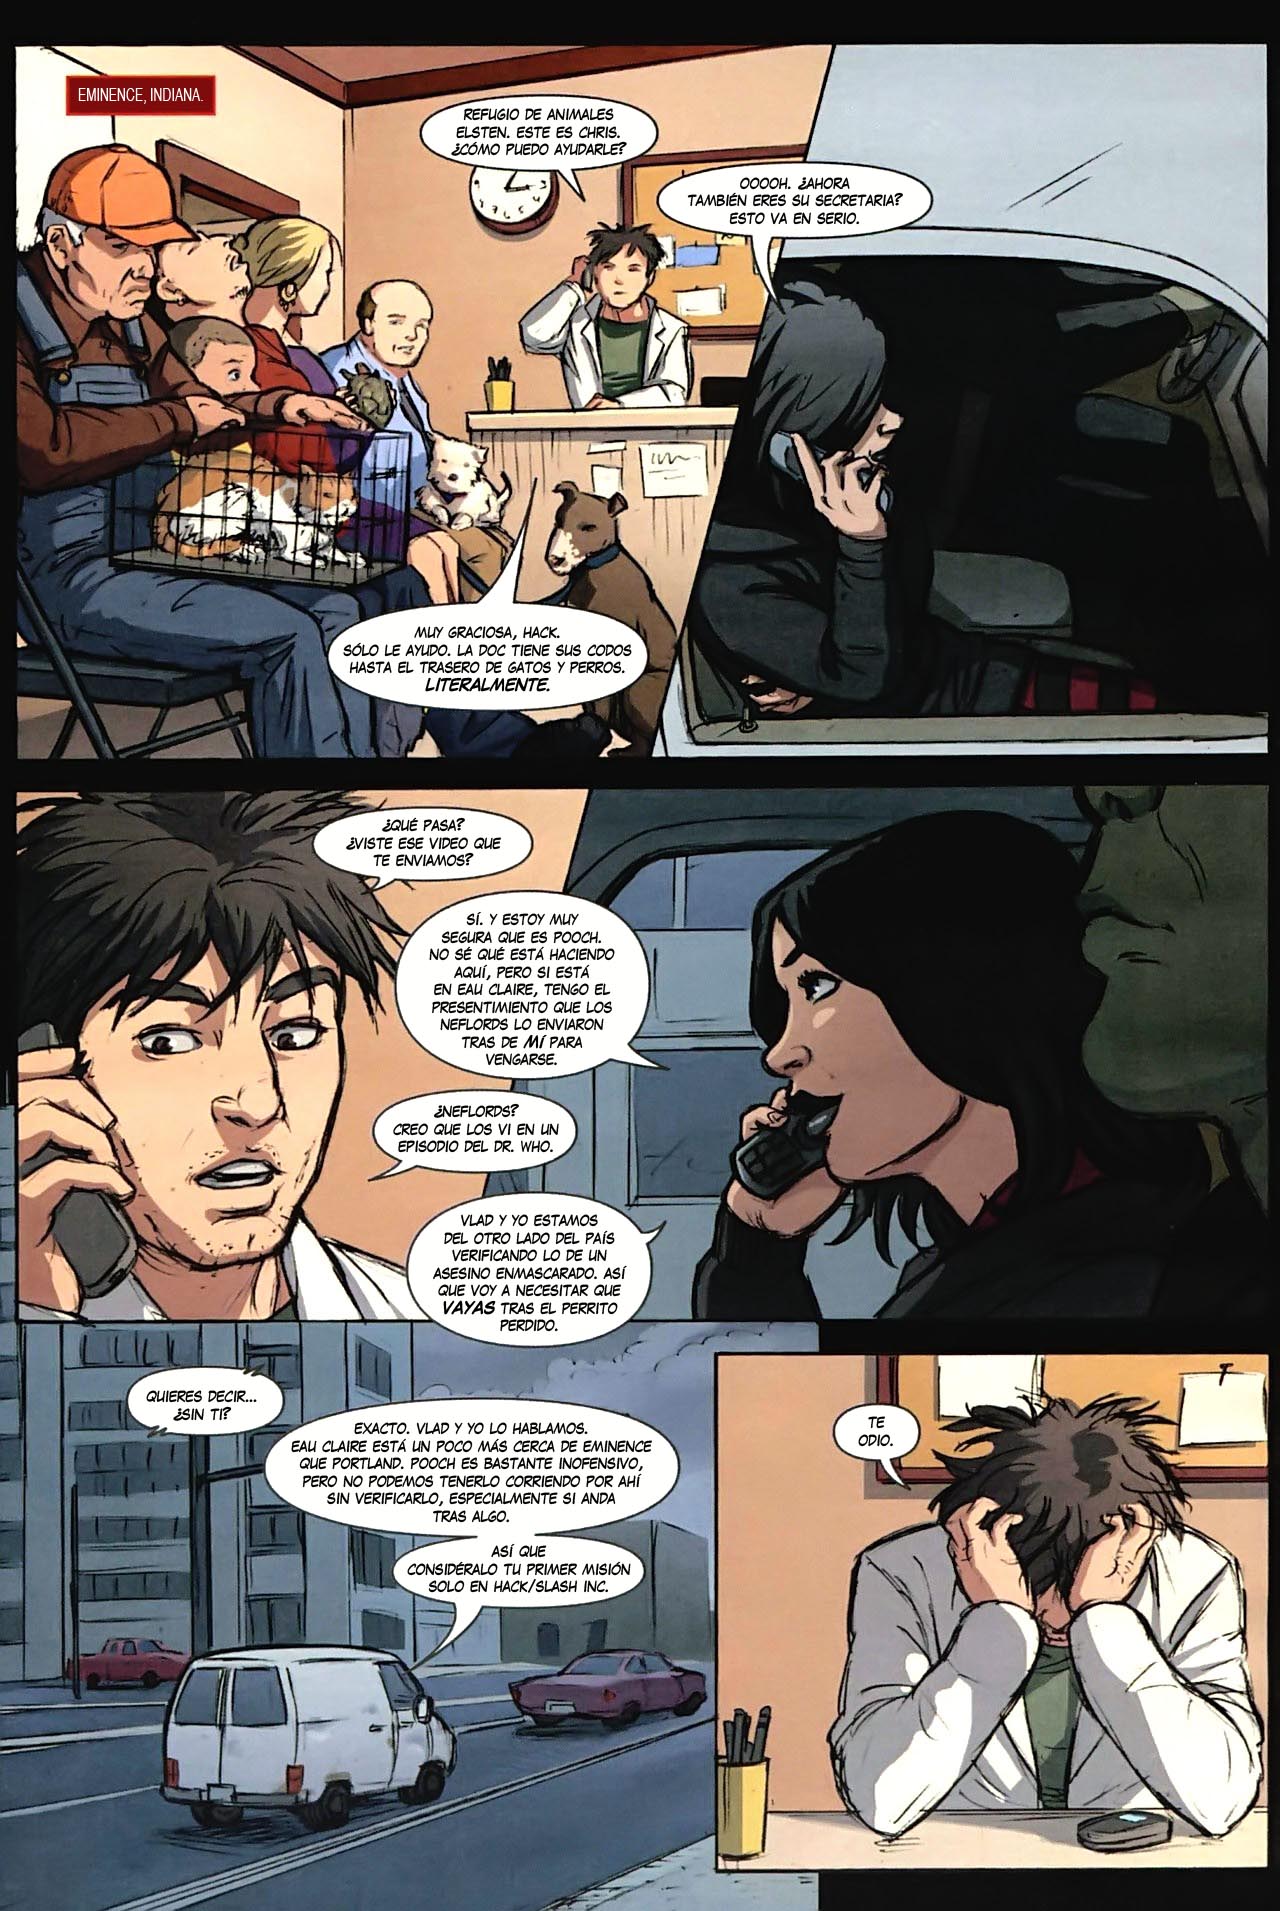 EMINENCE, INDIANA.
REFUGIO DE ANIMALES
ELSTEN. ESTE ES CHRIS.
¿CÓMO PUEDO AYUDARLE?
OOOOH. ¿AHORA
TAMBIÉN ERES SU SECRETARIA?
ESTO VA EN SERIO.
MUY GRACIOSA, HACK.
SÓLO LE AYUDO. LA DOC TIENE SUS CODOS
HASTA EL TRASERO DE GATOS Y PERROS.
LITERALMENTE.
¿QUÉ PASA?
¿VISTE ESE VIDEO QUE
TE ENVIAMOS?
SÍ. Y ESTOY MUY
SEGURA QUE ES POOCH.
NO SÉ QUÉ ESTÁ HACIENDO
AQUÍ, PERO SI ESTÁ
EN EAU CLAIRE, TENGO EL
PRESENTIMIENTO QUE LOS
NEFLORDS LO ENVIARON
TRAS DE MÍ PARA
VENGARSE.
¿NEFLORDS?
CREO QUE LOS VI EN UN
EPISODIO DEL DR. WHO.
VLAD Y YO ESTAMOS
DEL OTRO LADO DEL PAÍS
VERIFICANDO LO DE UN
ASESINO ENMASCARADO. ASÍ
QUE VOY A NECESITAR QUE
VAYAS TRAS EL PERRITO
PERDIDO.
QUIERES DECIR...
¿SIN TI?
EXACTO. VLAD Y YO LO HABLAMOS.
EAU CLAIRE ESTÁ UN POCO MÁS CERCA DE EMINENCE
QUE PORTLAND. POOCH ES BASTANTE INOFENSIVO,
PERO NO PODEMOS TENERLO CORRIENDO POR AHÍ
SIN VERIFICARLO, ESPECIALMENTE SI ANDA
TRAS ALGO.
ASÍ QUE
CONSIDÉRALO TU PRIMER MISIÓN
SOLO EN HACK/SLASH INC.
TE
ODIO.